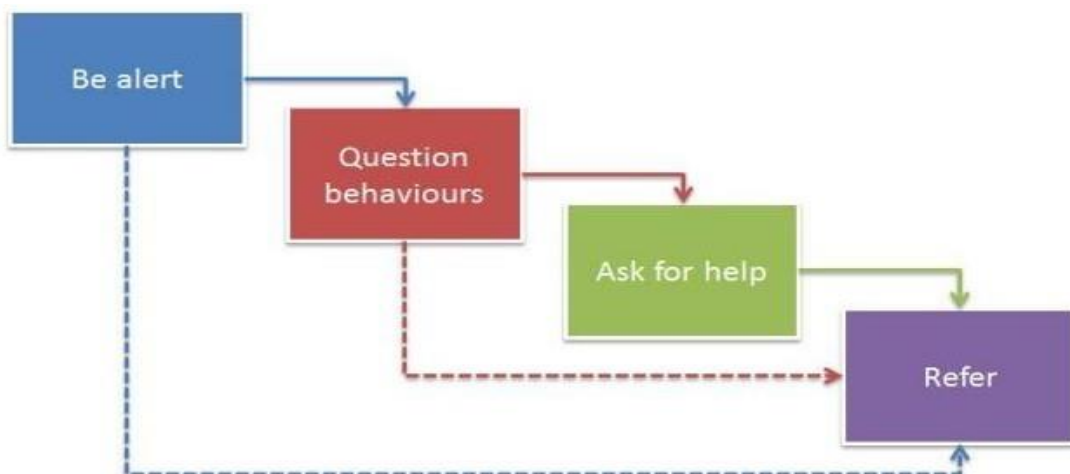 Be alert
Question
behaviours
Ask for help
Refer